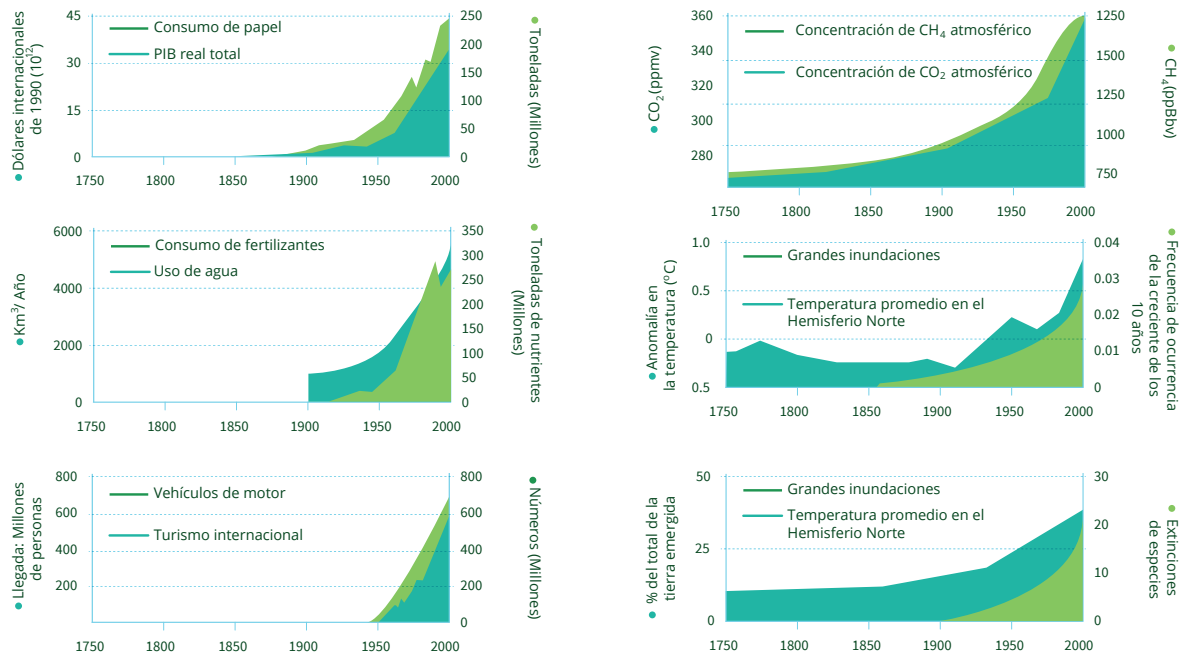 Dólares internacionales
de 1990 (10¹²)
45
30
15
0
Consumo de papel
PIB real total
250
200
150
100
50
0
Toneladas (Millones)
1750 1800 1850 1900 1950 2000
CO₂ (ppmv)
360
340
320
300
280
Concentración de CH₄ atmosférico
Concentración de CO₂ atmosférico
1250
1500
1250
1000
750
CH₄ (ppBbv)
1750 1800 1850 1900 1950 2000
Km³/ Año
6000
4000
2000
0
Consumo de fertilizantes
Uso de agua
350
300
250
200
150
100
50
0
Toneladas de nutrientes
(Millones)
1750 1800 1850 1900 1950 2000
Anomalía en
la temperatura (°C)
1.0
0.5
0
0.5
Grandes inundaciones
Temperatura promedio en el
Hemisferio Norte
0.04
0.03
0.02
0.01
0
Frecuencia de ocurrencia
de la creciente de los
10 años
1750 1800 1850 1900 1950 2000
Llegada: Millones
de personas
800
600
400
200
Vehículos de motor
Turismo internacional
800
600
400
200
0
Números (Millones)
1750 1800 1850 1900 1950 2000
% del total de la
tierra emergida
50
25
0
Grandes inundaciones
Temperatura promedio en el
Hemisferio Norte
30
20
10
0
Extinciones
de especies
1750 1800 1850 1900 1950 2000